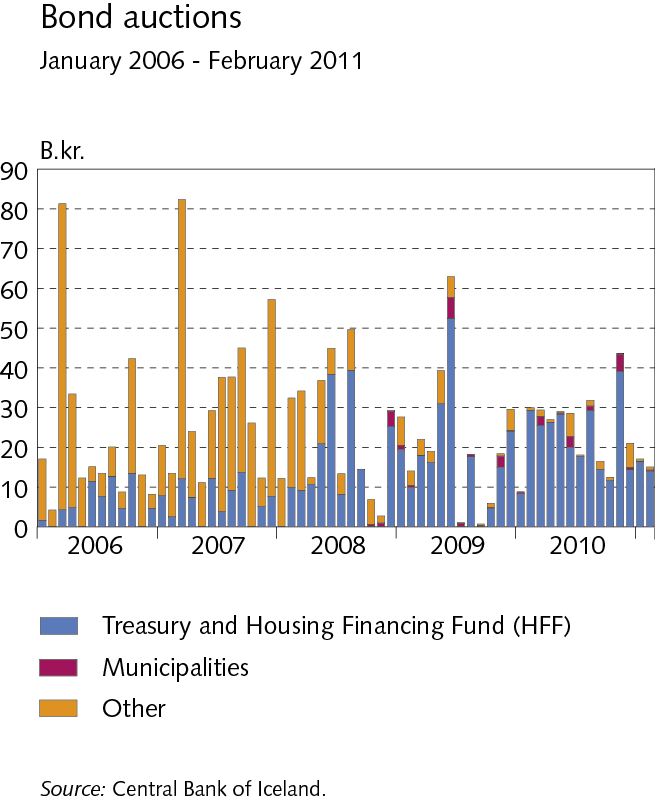 Bond auctions
January 2006 - February 2011
B.kr.
90
80
70
60
50
40
30
20
10
0
2006 2007 2008 2009 2010
Treasury and Housing Financing Fund (HFF)
Municipalities
Other
Source: Central Bank of Iceland.